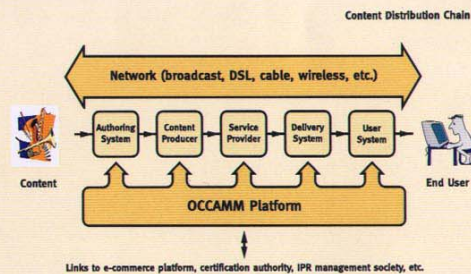 Content Distribution Chain
Network (broadcast, DSL, cable, wireless, etc.)
Authoring
System
Content
Producer
Service
Provider
Delivery
System
User
System
Content
End User
OCCAMM Platform
Links to e-commerce platform, certification authority, IPR management society, etc.